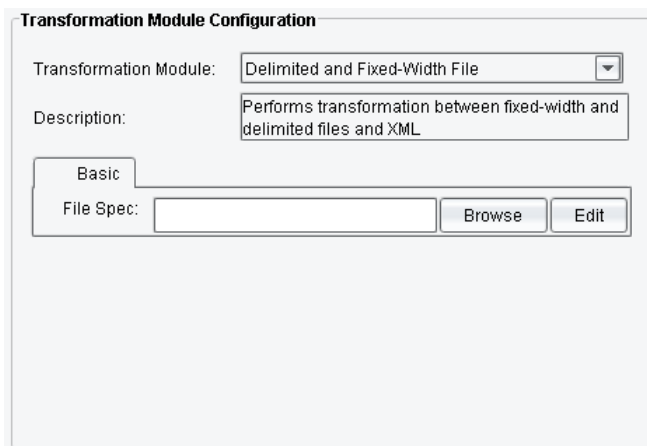 Transformation Module Configuration
Transformation Module: Delimited and Fixed-Width File
Description: Performs transformation between fixed-width and
delimited files and XML
Basic
File Spec: Browse Edit